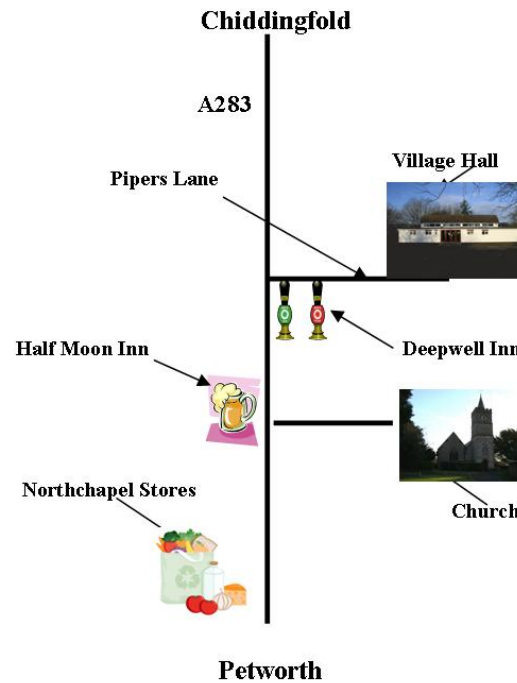 Chiddingfold
A283
Village Hall
Pipers Lane
Half Moon Inn
Deepwell Inn
Northchapel Stores
Church
Petworth